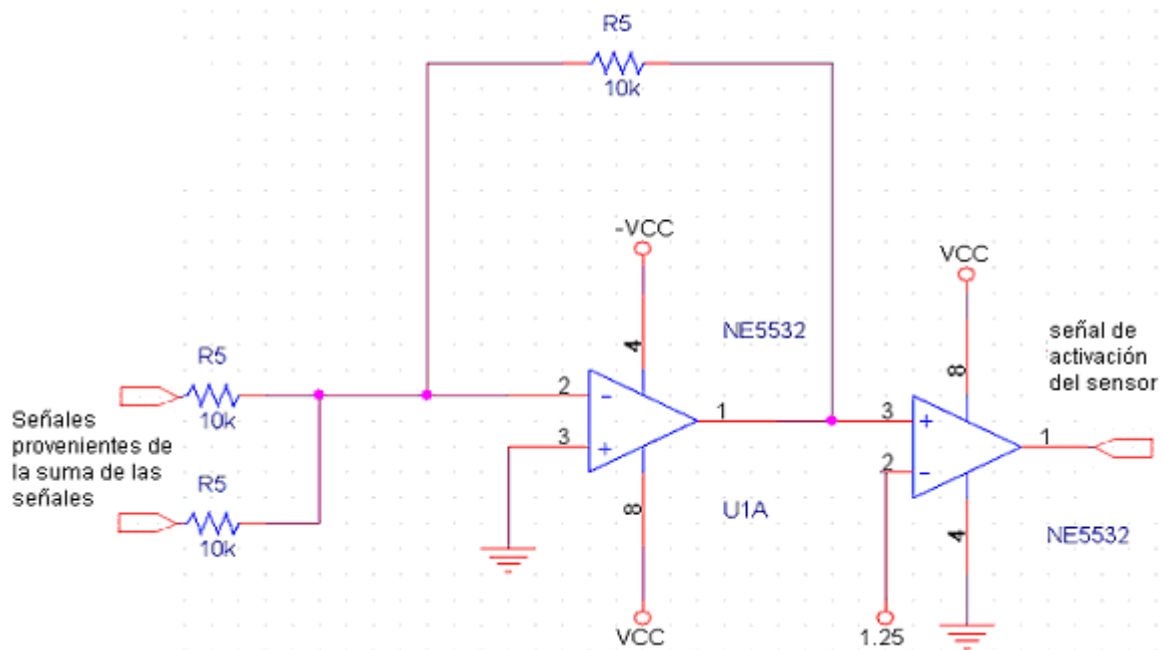 R5
10k
-VCC
VCC
NE5532
señal de
activación
del sensor
4
8
R5
2
-
1
3
+
1
10k
3
+
2
-
Señales
provenientes de
la suma de las
señales
R5
10k
8
U1A
4
NE5532
VCC
1.25